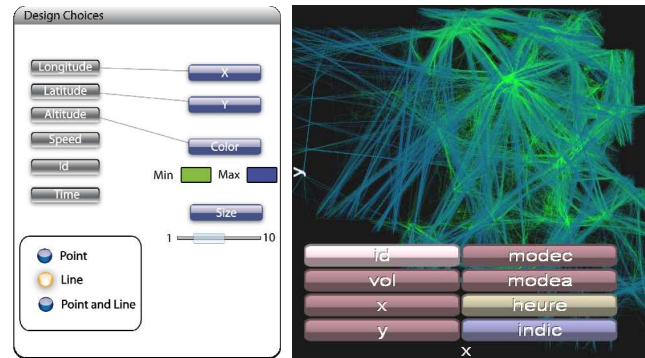 Design Choices
Longitude
X
Latitude
Y
Altitude
Speed
Color
Id
Min
Max
Time
Size
1
10
Point
Line
Point and Line
y
id
modec
vol
modea
x
heure
y
indic
x